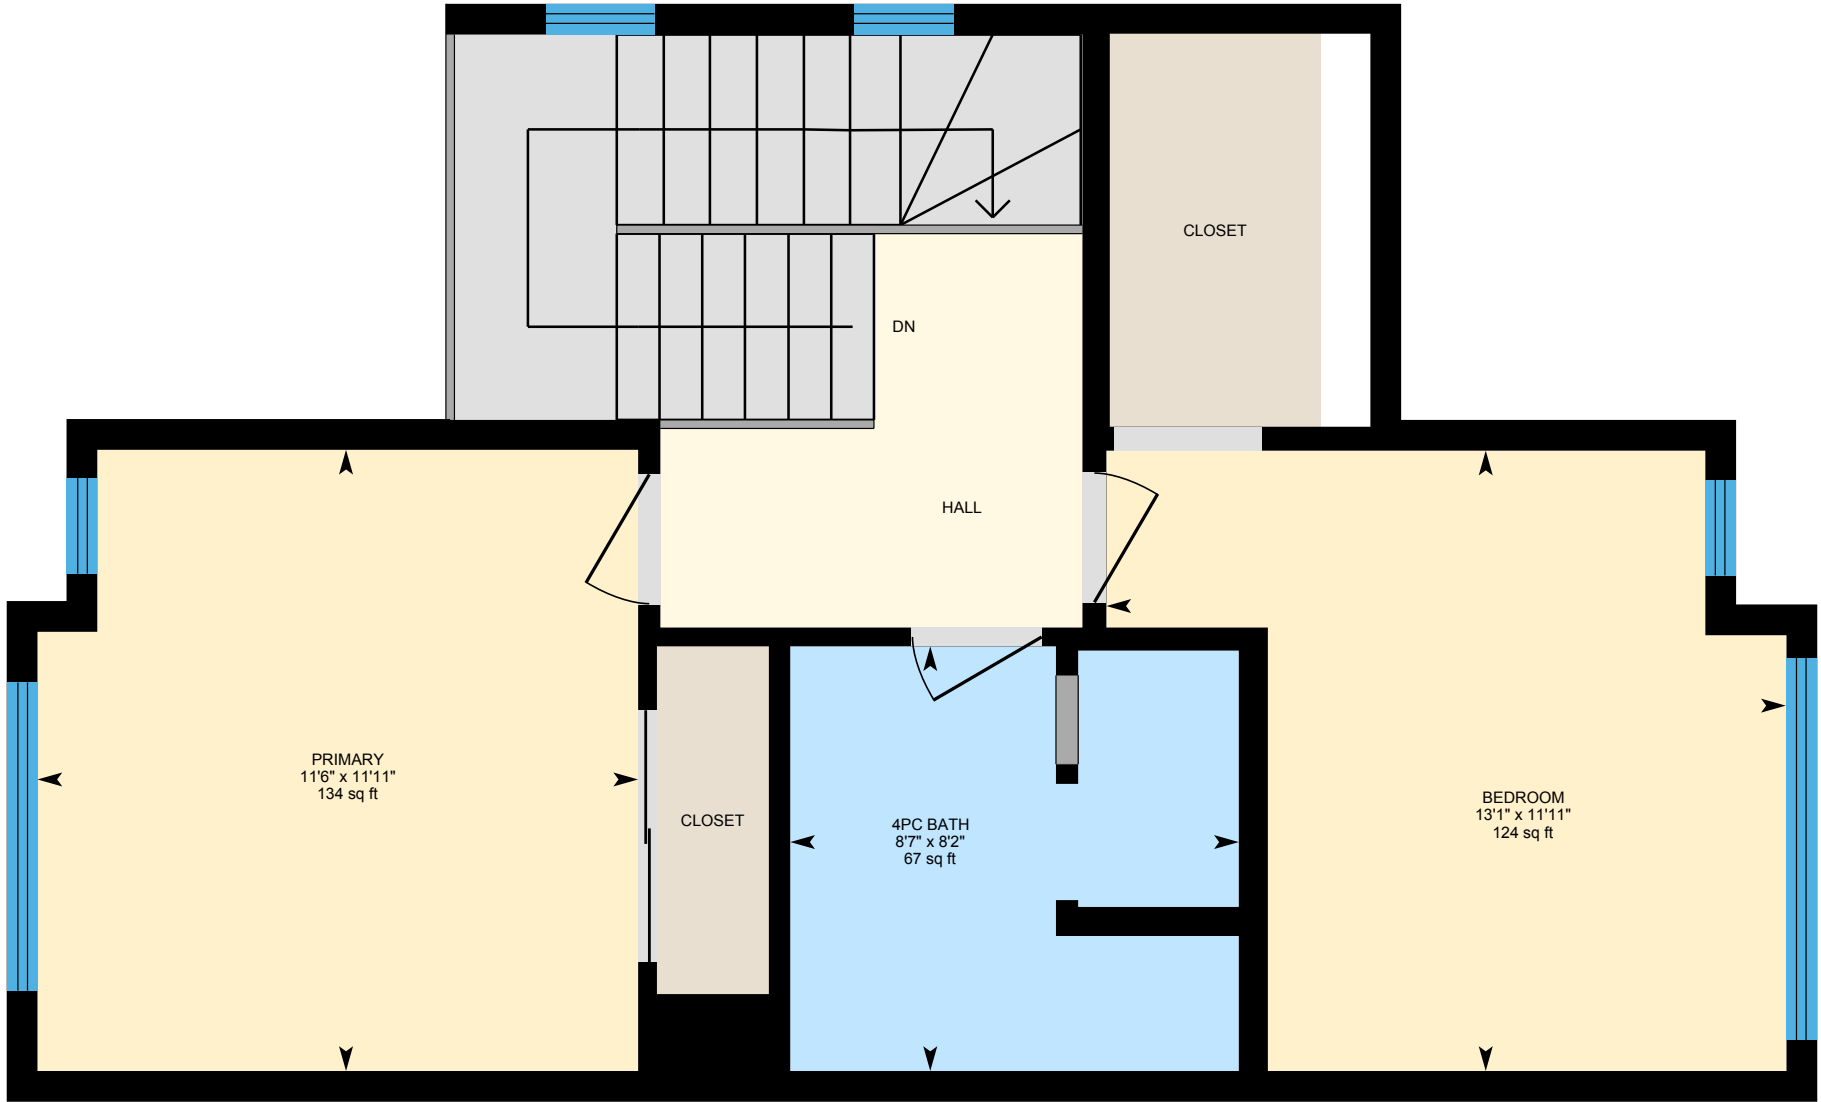 CLOSET
DN
HALL
PRIMARY
11'6" x 11'11"
134 sq ft
CLOSET
4PC BATH
8'7" x 8'2"
67 sq ft
BEDROOM
13'1" x 11'11"
124 sq ft